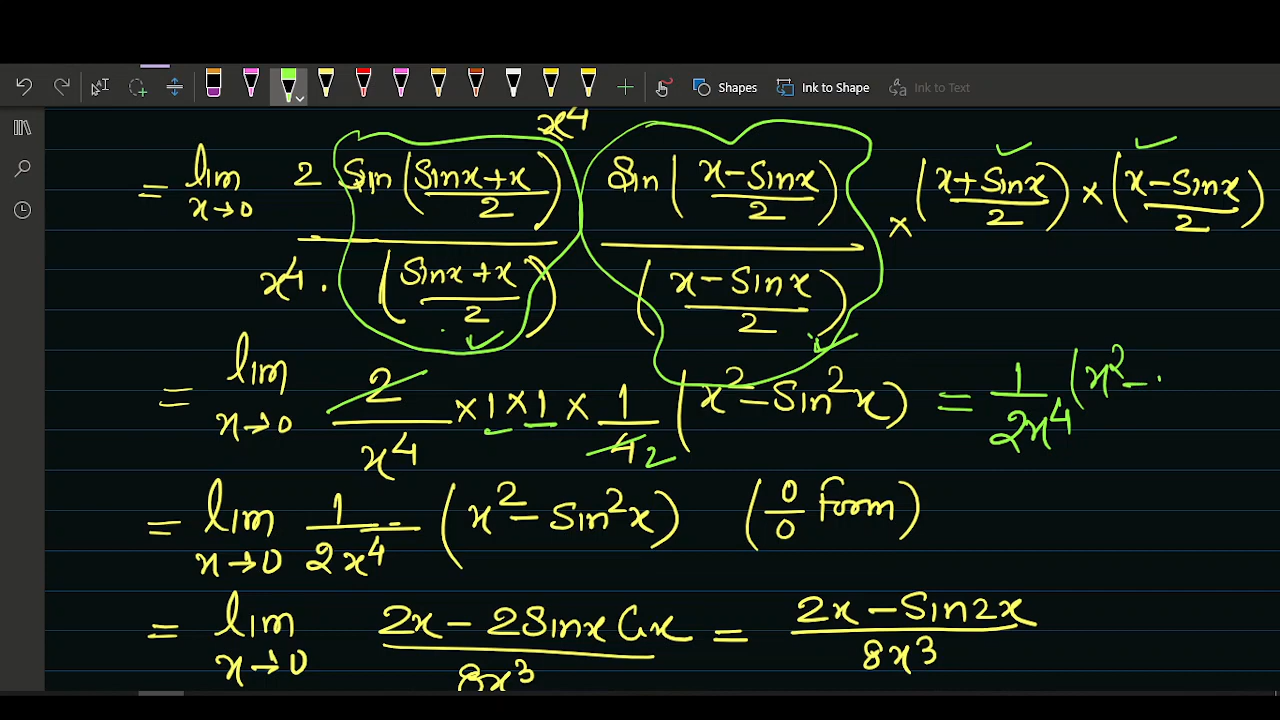 Shapes Ink to Shape Ink to Text
x⁴
= lim x→0 2 Sin((Sinx+x)/2) / (x⁴ · ((Sinx+x)/2)) Sin((x-Sinx)/2) / ((x-Sinx)/2) × ((x+Sinx)/2) × ((x-Sinx)/2)
= lim x→0 2/x⁴ × 1 × 1 × 1/4 2 (x² - Sin²x) = 1/2x⁴ (x² -
= lim x→0 1/2x⁴ (x² - Sin²x) (0/0 form)
= lim x→0 (2x - 2Sinx Cosx)/8x³ = (2x - Sin2x)/8x³